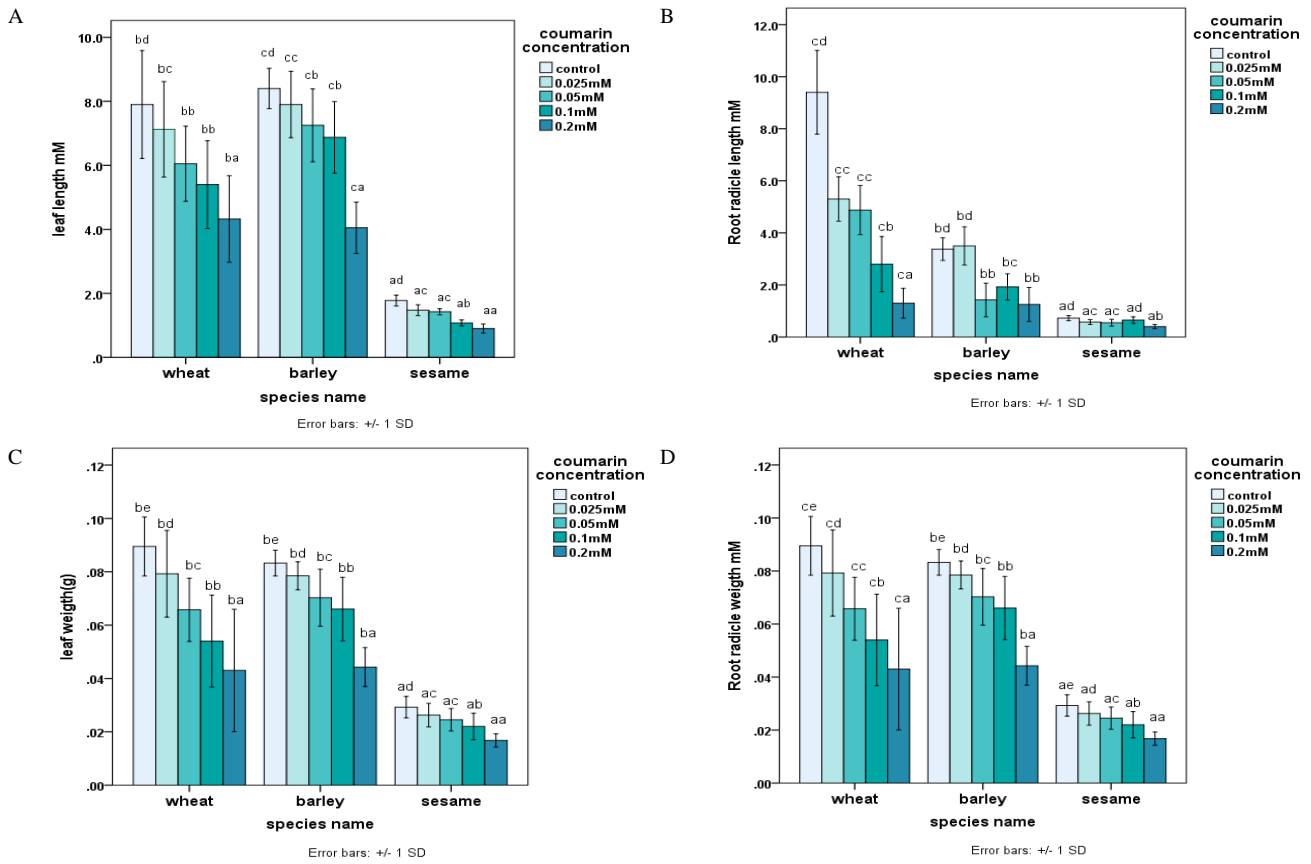 A
coumarin
concentration
control
0.025mM
0.05mM
0.1mM
0.2mM
leaf length mM
10.0
8.0
6.0
4.0
2.0
.0
bd
bc
bb
bb
ba
cd
cc
cb
cb
ca
ad
ac
ac
ab
aa
wheat
barley
sesame
species name
Error bars: +/- 1 SD
B
coumarin
concentration
control
0.025mM
0.05mM
0.1mM
0.2mM
Root radicle length mM
12.0
10.0
8.0
6.0
4.0
2.0
.0
cd
cc
cc
cb
ca
bd
bd
bb
bc
bb
ad
ac
ac
ad
ab
wheat
barley
sesame
species name
Error bars: +/- 1 SD
C
coumarin
concentration
control
0.025mM
0.05mM
0.1mM
0.2mM
leaf weigth(g)
.12
.10
.08
.06
.04
.02
.00
be
bd
bc
bb
ba
be
bd
bc
bb
ba
ad
ac
ac
ab
aa
wheat
barley
sesame
species name
Error bars: +/- 1 SD
D
coumarin
concentration
control
0.025mM
0.05mM
0.1mM
0.2mM
Root radicle weigth mM
.12
.10
.08
.06
.04
.02
.00
ce
cd
cc
cb
ca
be
bd
bc
bb
ba
ae
ad
ac
ab
aa
wheat
barley
sesame
species name
Error bars: +/- 1 SD